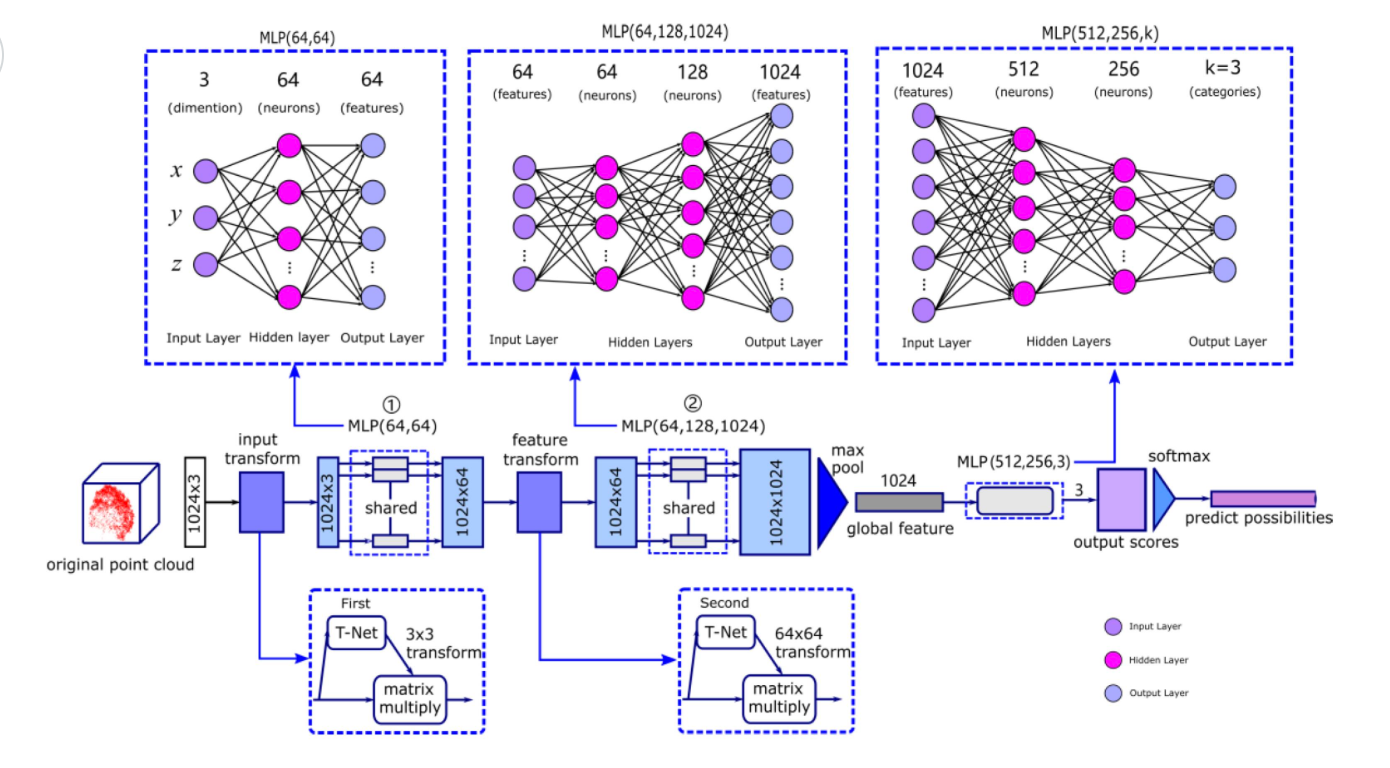 MLP(64,64)
3
64
64
(dimention)
(neurons)
(features)
x
y
z
Input Layer
Hidden layer
Output Layer
MLP(64,128,1024)
64
64
128
1024
(features)
(neurons)
(neurons)
(features)
Input Layer
Hidden Layers
Output Layer
MLP(512,256,k)
1024
512
256
k=3
(features)
(neurons)
(neurons)
(categories)
Input Layer
Hidden Layers
Output Layer
①
MLP(64,64)
②
MLP(64,128,1024)
original point cloud
1024x3
input
transform
1024x3
shared
1024x64
feature
transform
1024x64
shared
1024x1024
max
pool
1024
global feature
MLP(512,256,3)
3
output scores
softmax
predict possibilities
First
T-Net
3x3
transform
matrix
multiply
Second
T-Net
64x64
transform
matrix
multiply
Input Layer
Hidden Layer
Output Layer